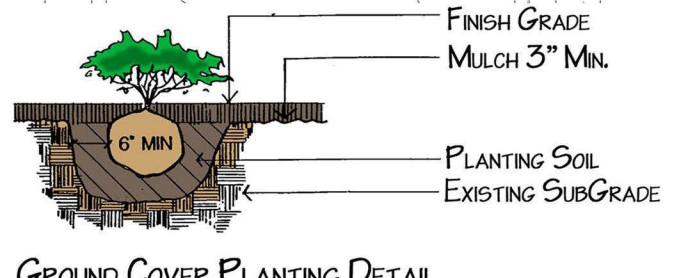 FINISH GRADE
MULCH 3" MIN.
6" MIN
PLANTING SOIL
EXISTING SUBGRADE
GROUND COVER PLANTING DETAIL